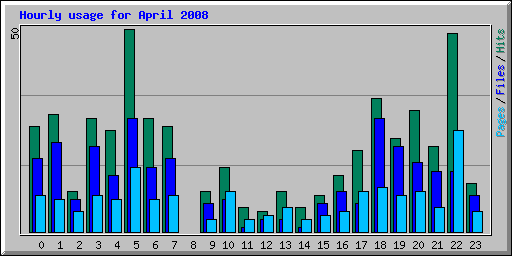 Hourly usage for April 2008
50
Pages / Files / Hits
0 1 2 3 4 5 6 7 8 9 10 11 12 13 14 15 16 17 18 19 20 21 22 23